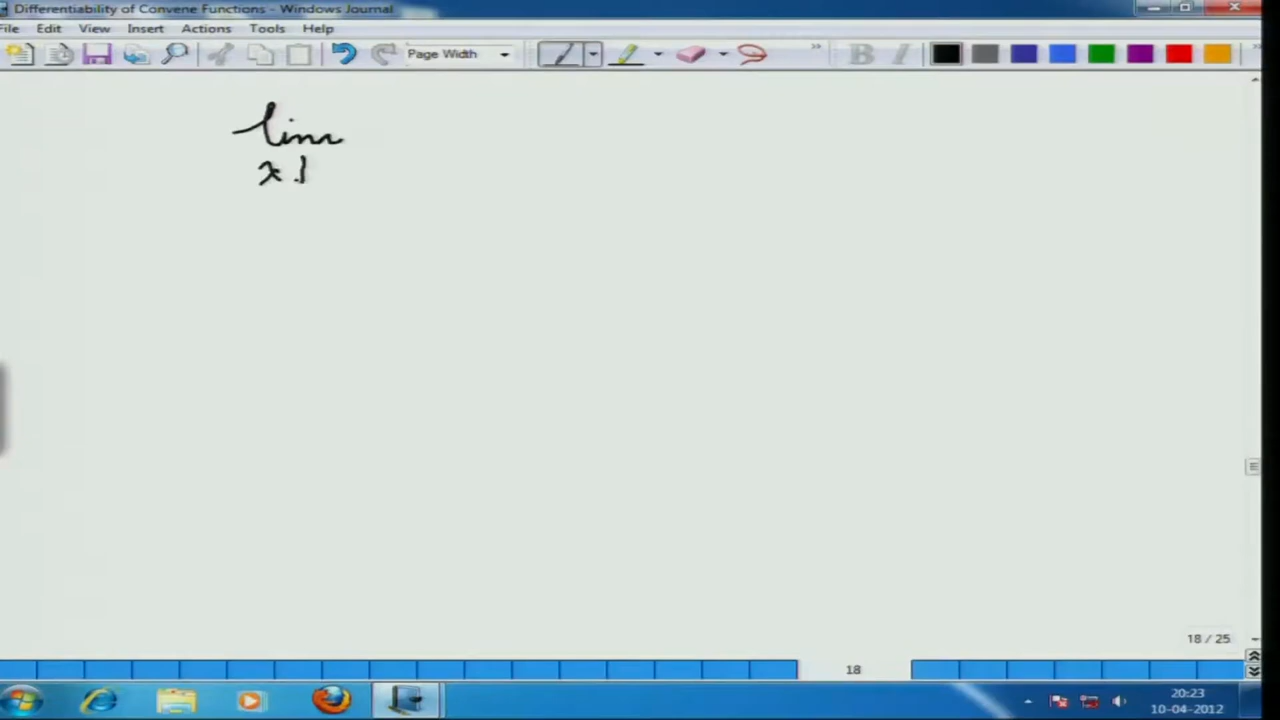 Differentiability of Convene Functions - Windows Journal
File Edit View Insert Actions Tools Help
Page Width
B I
lim
x
18 / 25
18
20:23
10-04-2012